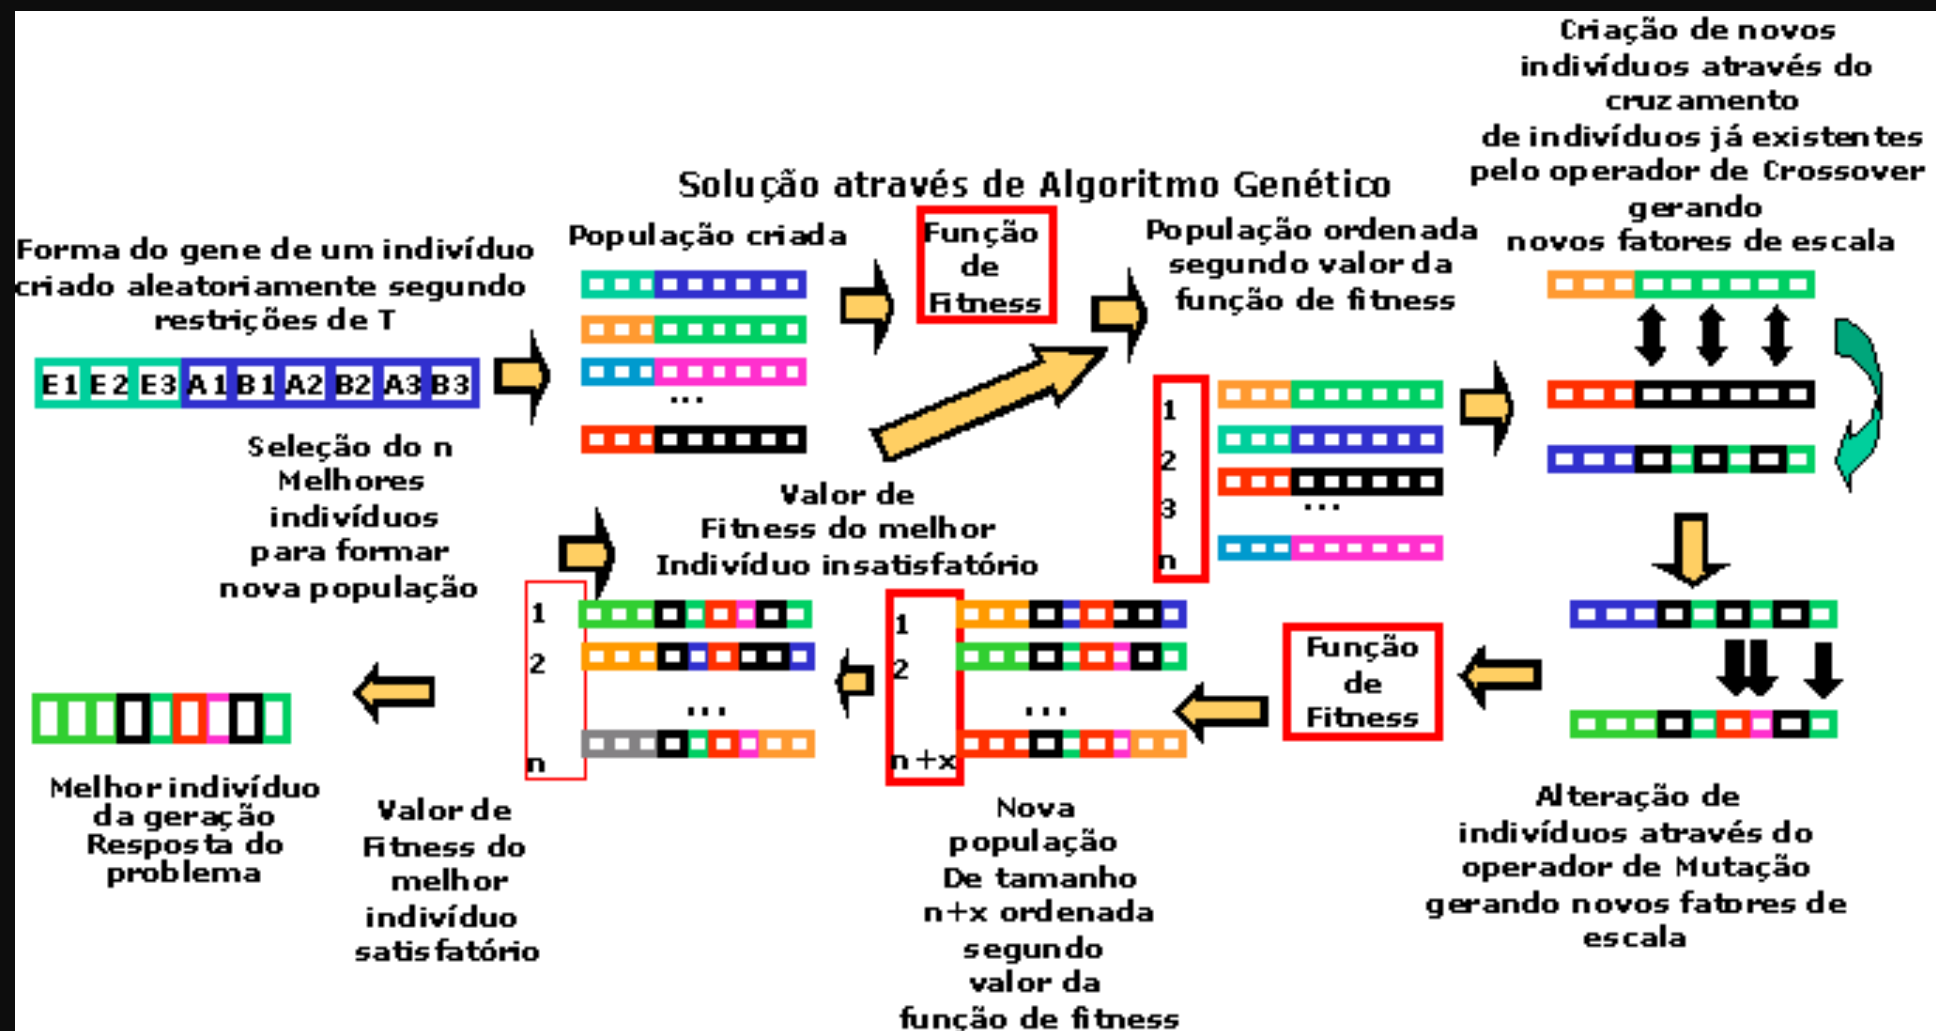 Solução através de Algoritmo Genético
Forma do gene de um indivíduo
criado aleatoriamente segundo
restrições de T
E1 E2 E3 A1 B1 A2 B2 A3 B3
População criada
...
Função
de
Fitness
População ordenada
segundo valor da
função de fitness
1
2
3
...
n
Criação de novos
indivíduos através do
cruzamento
de indivíduos já existentes
pelo operador de Crossover
gerando
novos fatores de escala
Alteração de
indivíduos através do
operador de Mutação
gerando novos fatores de
escala
Função
de
Fitness
1
2
...
n+x
Nova
população
De tamanho
n+x ordenada
segundo
valor da
função de fitness
Seleção do n
Melhores
indivíduos
para formar
nova população
1
2
...
n
Valor de
Fitness do melhor
Indivíduo insatisfatório
Valor de
Fitness do
melhor
indivíduo
satisfatório
Melhor indivíduo
da geração
Resposta do
problema